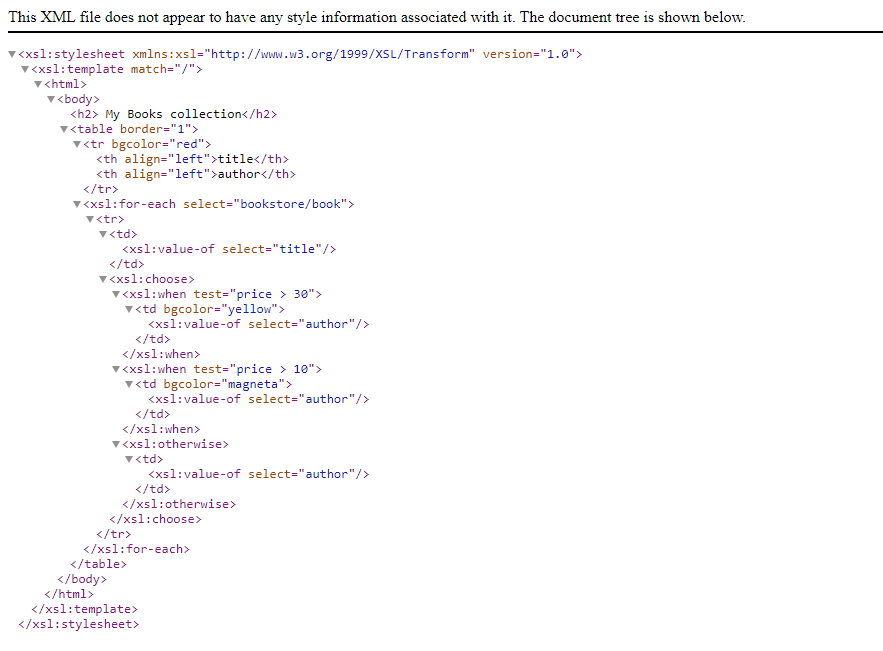 This XML file does not appear to have any style information associated with it. The document tree is shown below.
▼<xsl:stylesheet xmlns:xsl="http://www.w3.org/1999/XSL/Transform" version="1.0">
▼<xsl:template match="/">
▼<html>
▼<body>
<h2> My Books collection</h2>
▼<table border="1">
▼<tr bgcolor="red">
<th align="left">title</th>
<th align="left">author</th>
</tr>
▼<xsl:for-each select="bookstore/book">
▼<tr>
▼<td>
<xsl:value-of select="title"/>
</td>
▼<xsl:choose>
▼<xsl:when test="price > 30">
▼<td bgcolor="yellow">
<xsl:value-of select="author"/>
</td>
</xsl:when>
▼<xsl:when test="price > 10">
▼<td bgcolor="magneta">
<xsl:value-of select="author"/>
</td>
</xsl:when>
▼<xsl:otherwise>
▼<td>
<xsl:value-of select="author"/>
</td>
</xsl:otherwise>
</xsl:choose>
</tr>
</xsl:for-each>
</table>
</body>
</html>
</xsl:template>
</xsl:stylesheet>